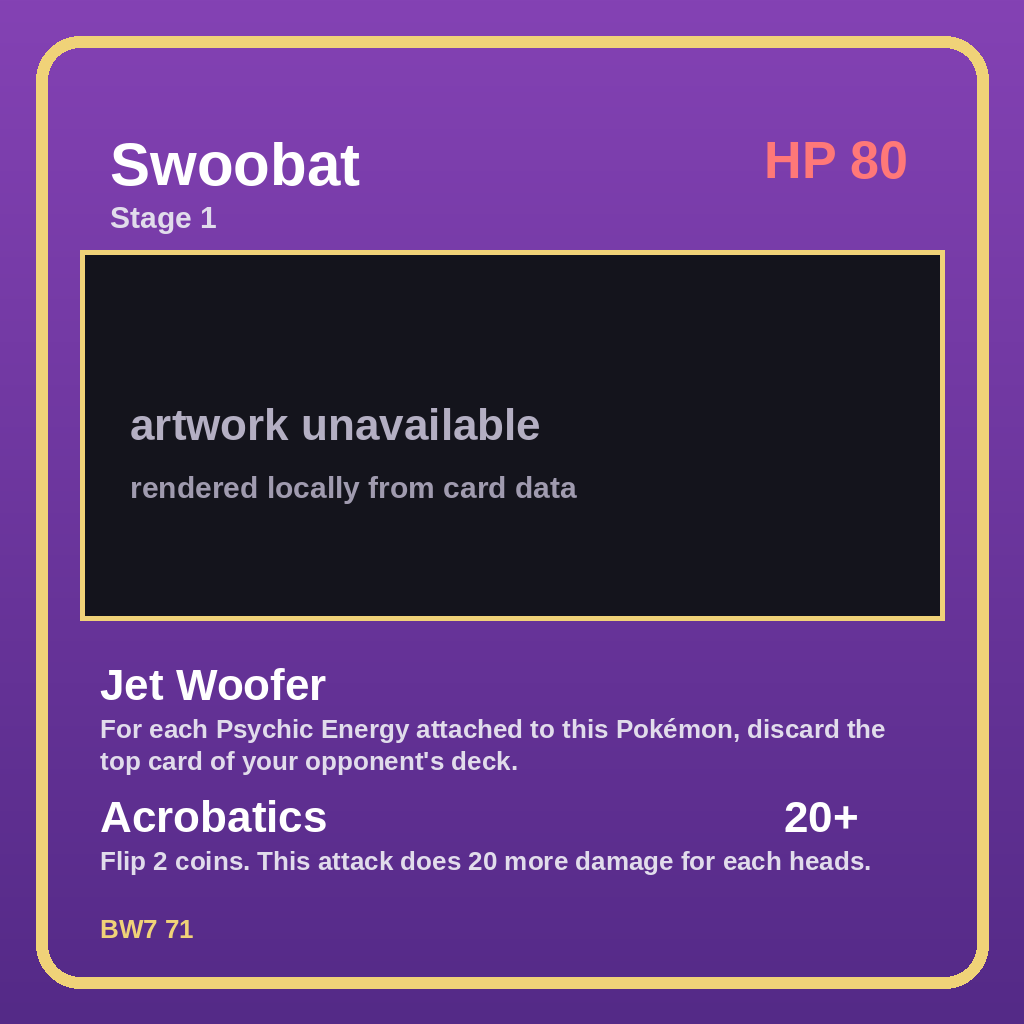 Swoobat
HP 80
Stage 1
artwork unavailable
rendered locally from card data
Jet Woofer
For each Psychic Energy attached to this Pokémon, discard the
top card of your opponent's deck.
Acrobatics
20+
Flip 2 coins. This attack does 20 more damage for each heads.
BW7 71